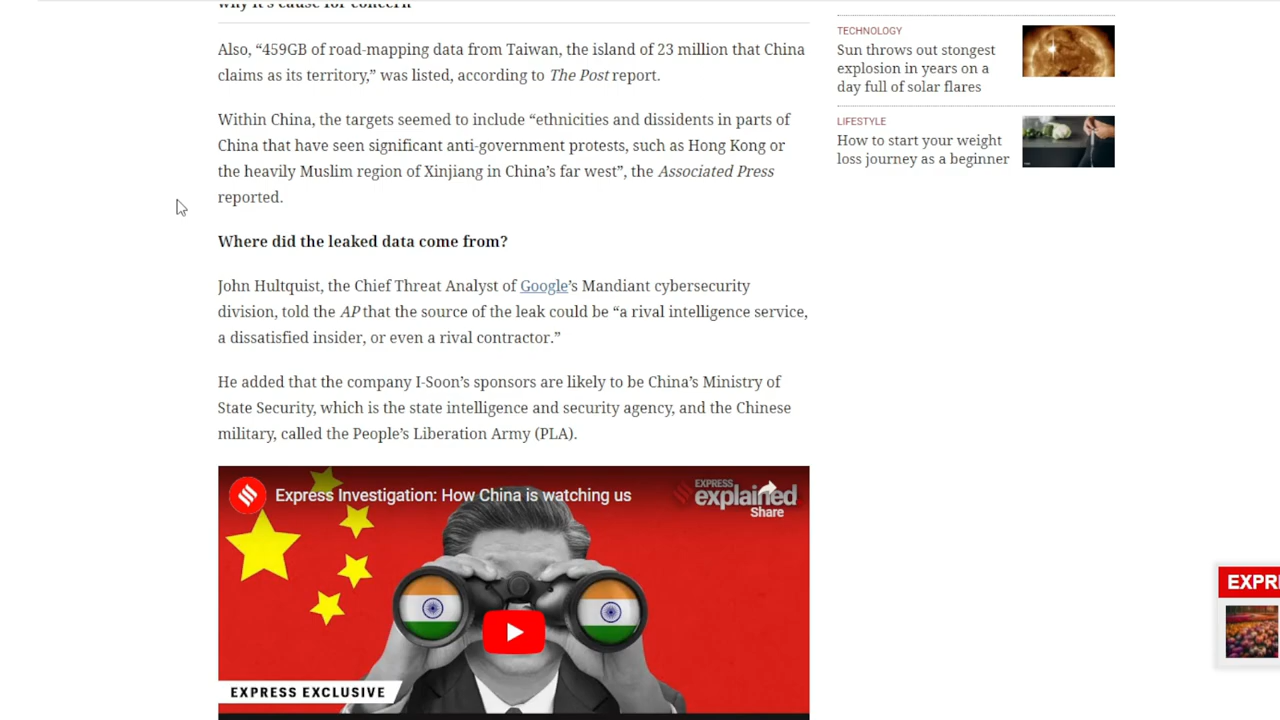 why it's cause for concern
Also, “459GB of road-mapping data from Taiwan, the island of 23 million that China
claims as its territory,” was listed, according to The Post report.
Within China, the targets seemed to include “ethnicities and dissidents in parts of
China that have seen significant anti-government protests, such as Hong Kong or
the heavily Muslim region of Xinjiang in China’s far west”, the Associated Press
reported.
Where did the leaked data come from?
John Hultquist, the Chief Threat Analyst of Google’s Mandiant cybersecurity
division, told the AP that the source of the leak could be “a rival intelligence service,
a dissatisfied insider, or even a rival contractor.”
He added that the company I-Soon’s sponsors are likely to be China’s Ministry of
State Security, which is the state intelligence and security agency, and the Chinese
military, called the People’s Liberation Army (PLA).
Express Investigation: How China is watching us
EXPRESS
explained
Share
EXPRESS EXCLUSIVE
TECHNOLOGY
Sun throws out stongest
explosion in years on a
day full of solar flares
LIFESTYLE
How to start your weight
loss journey as a beginner
EXPR